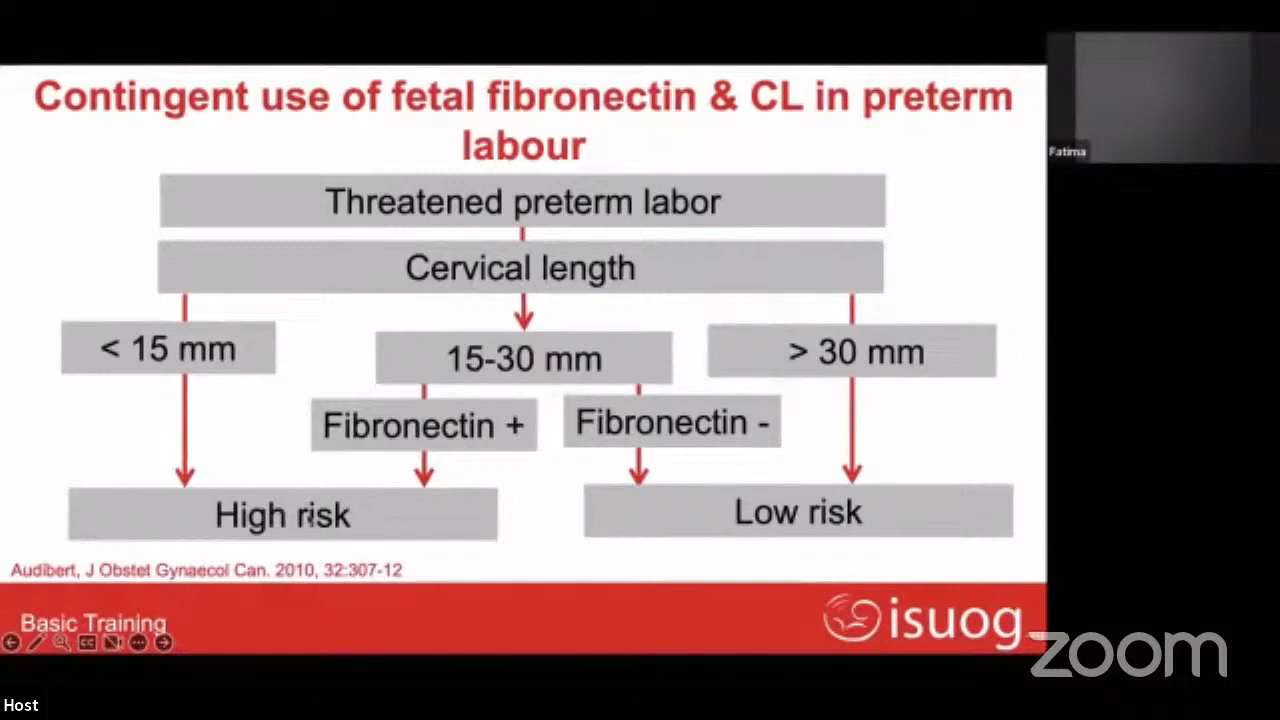 Contingent use of fetal fibronectin & CL in preterm
labour
Fatima
Threatened preterm labor
Cervical length
< 15 mm
15-30 mm
> 30 mm
Fibronectin +
Fibronectin -
High risk
Low risk
Audibert, J Obstet Gynaecol Can. 2010, 32:307-12
Basic Training
isuog
CC
zoom
Host